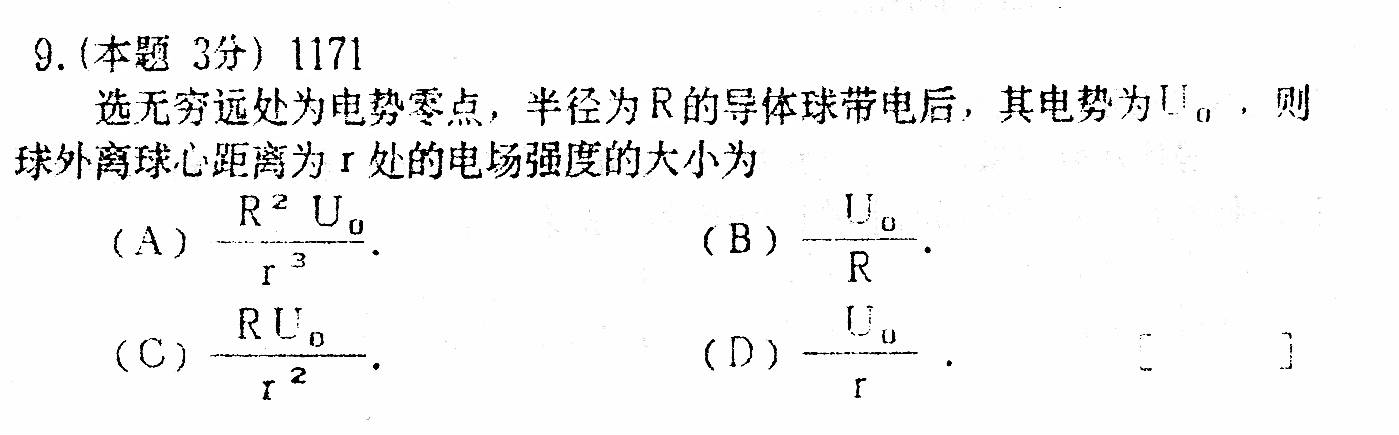 9.(本题 3分) 1171
选无穷远处为电势零点，半径为R的导体球带电后，其电势为U₀，则
球外离球心距离为r处的电场强度的大小为
(A) R² U₀ / r³. (B) U₀ / R.
(C) R U₀ / r². (D) U₀ / r. [ ]